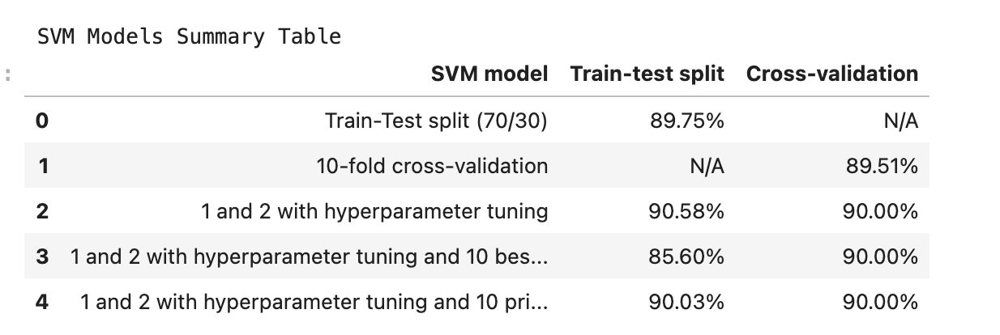 SVM Models Summary Table
: SVM model Train-test split Cross-validation
0 Train-Test split (70/30) 89.75% N/A
1 10-fold cross-validation N/A 89.51%
2 1 and 2 with hyperparameter tuning 90.58% 90.00%
3 1 and 2 with hyperparameter tuning and 10 bes... 85.60% 90.00%
4 1 and 2 with hyperparameter tuning and 10 pri... 90.03% 90.00%